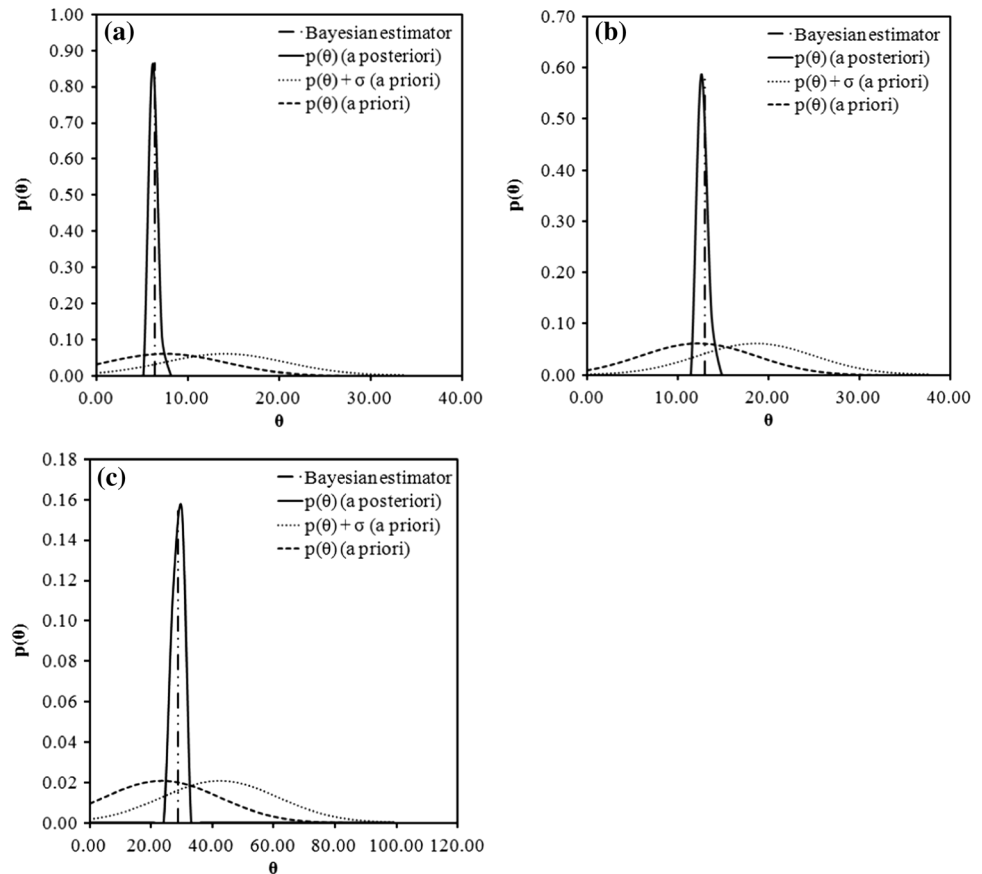 (a)
Bayesian estimator
p(θ) (a posteriori)
p(θ) + σ (a priori)
p(θ) (a priori)
1.00
0.90
0.80
0.70
0.60
0.50
0.40
0.30
0.20
0.10
0.00
p(θ)
0.00 10.00 20.00 30.00 40.00
θ
(b)
Bayesian estimator
p(θ) (a posteriori)
p(θ) + σ (a priori)
p(θ) (a priori)
0.70
0.60
0.50
0.40
0.30
0.20
0.10
0.00
p(θ)
0.00 10.00 20.00 30.00 40.00
θ
(c)
Bayesian estimator
p(θ) (a posteriori)
p(θ) + σ (a priori)
p(θ) (a priori)
0.18
0.16
0.14
0.12
0.10
0.08
0.06
0.04
0.02
0.00
p(θ)
0.00 20.00 40.00 60.00 80.00 100.00 120.00
θ